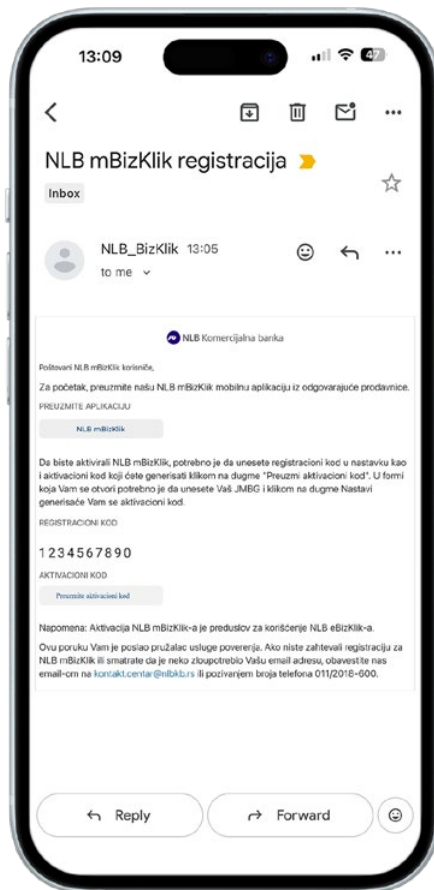 13:09
47
NLB mBizKlik registracija
Inbox
NLB_BizKlik 13:05
to me
NLB Komercijalna banka
Poštovani NLB mBizKlik korisniče,
Za početak, preuzmite našu NLB mBizKlik mobilnu aplikaciju iz odgovarajuće prodavnice.
PREUZMITE APLIKACIJU
NLB mBizKlik
Da biste aktivirali NLB mBizKlik, potrebno je da unesete registracioni kod u nastavku kao
i aktivacioni kod koji ćete generisati klikom na dugme "Preuzmi aktivacioni kod". U formi
koja Vam se otvori potrebno je da unesete Vaš JMBG i klikom na dugme Nastavi
generisaće Vam se aktivacioni kod.
REGISTRACIONI KOD
1234567890
AKTIVACIONI KOD
Preuzmite aktivacioni kod
Napomena: Aktivacija NLB mBizKlik-a je preduslov za korišćenje NLB eBizKlik-a.
Ovu poruku Vam je poslao pružalac usluge poverenja. Ako niste zahtevali registraciju za
NLB mBizKlik ili smatrate da je neko zloupotrebio Vašu email adresu, obavestite nas
email-om na kontakt.centar@nlbkb.rs ili pozivanjem broja telefona 011/2018-600.
Reply
Forward